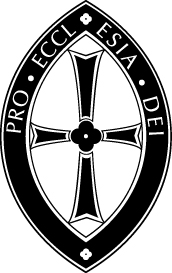 PRO · ECCL · ESIA · DEI